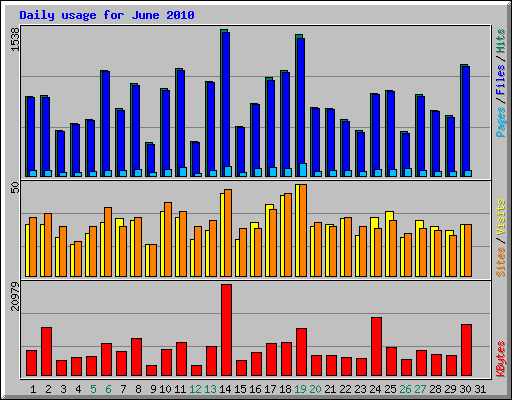 Daily usage for June 2010
1538
Pages/Files/Hits
50
Sites/Visits
20979
KBytes
1 2 3 4 5 6 7 8 9 10 11 12 13 14 15 16 17 18 19 20 21 22 23 24 25 26 27 28 29 30 31